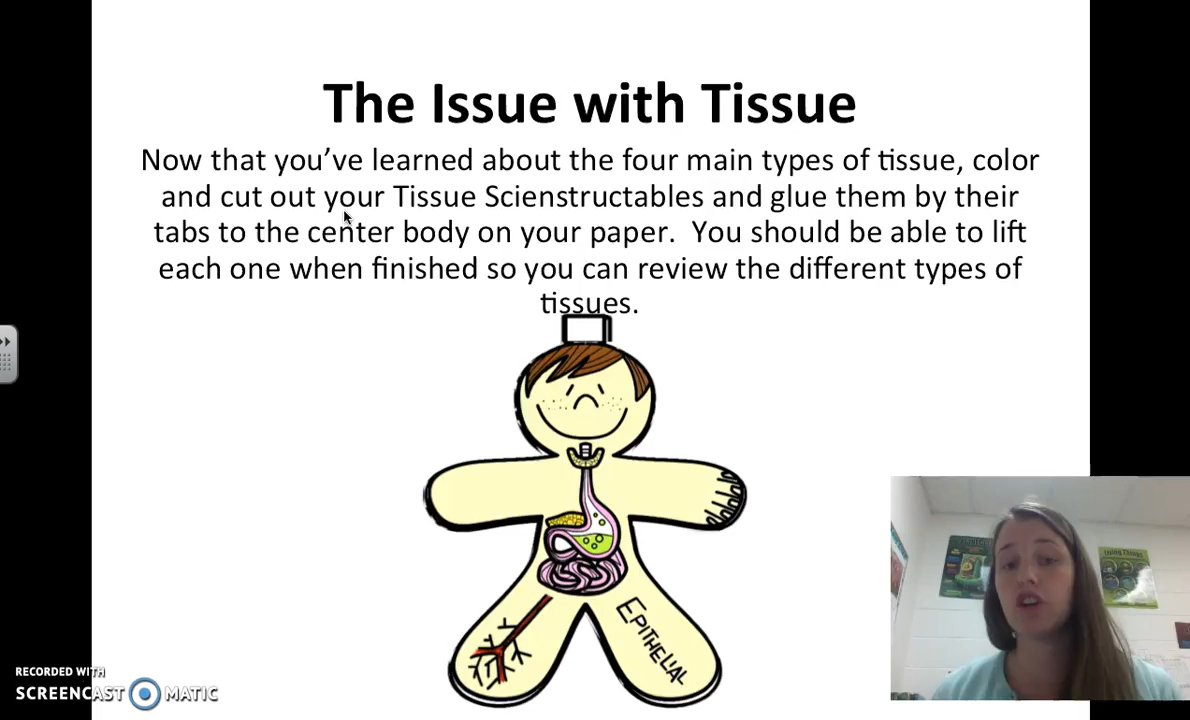 The Issue with Tissue
Now that you've learned about the four main types of tissue, color
and cut out your Tissue Scienstructables and glue them by their
tabs to the center body on your paper.  You should be able to lift
each one when finished so you can review the different types of
tissues.
EPITHELIAL
Living Things
RECORDED WITH
SCREENCAST MATIC